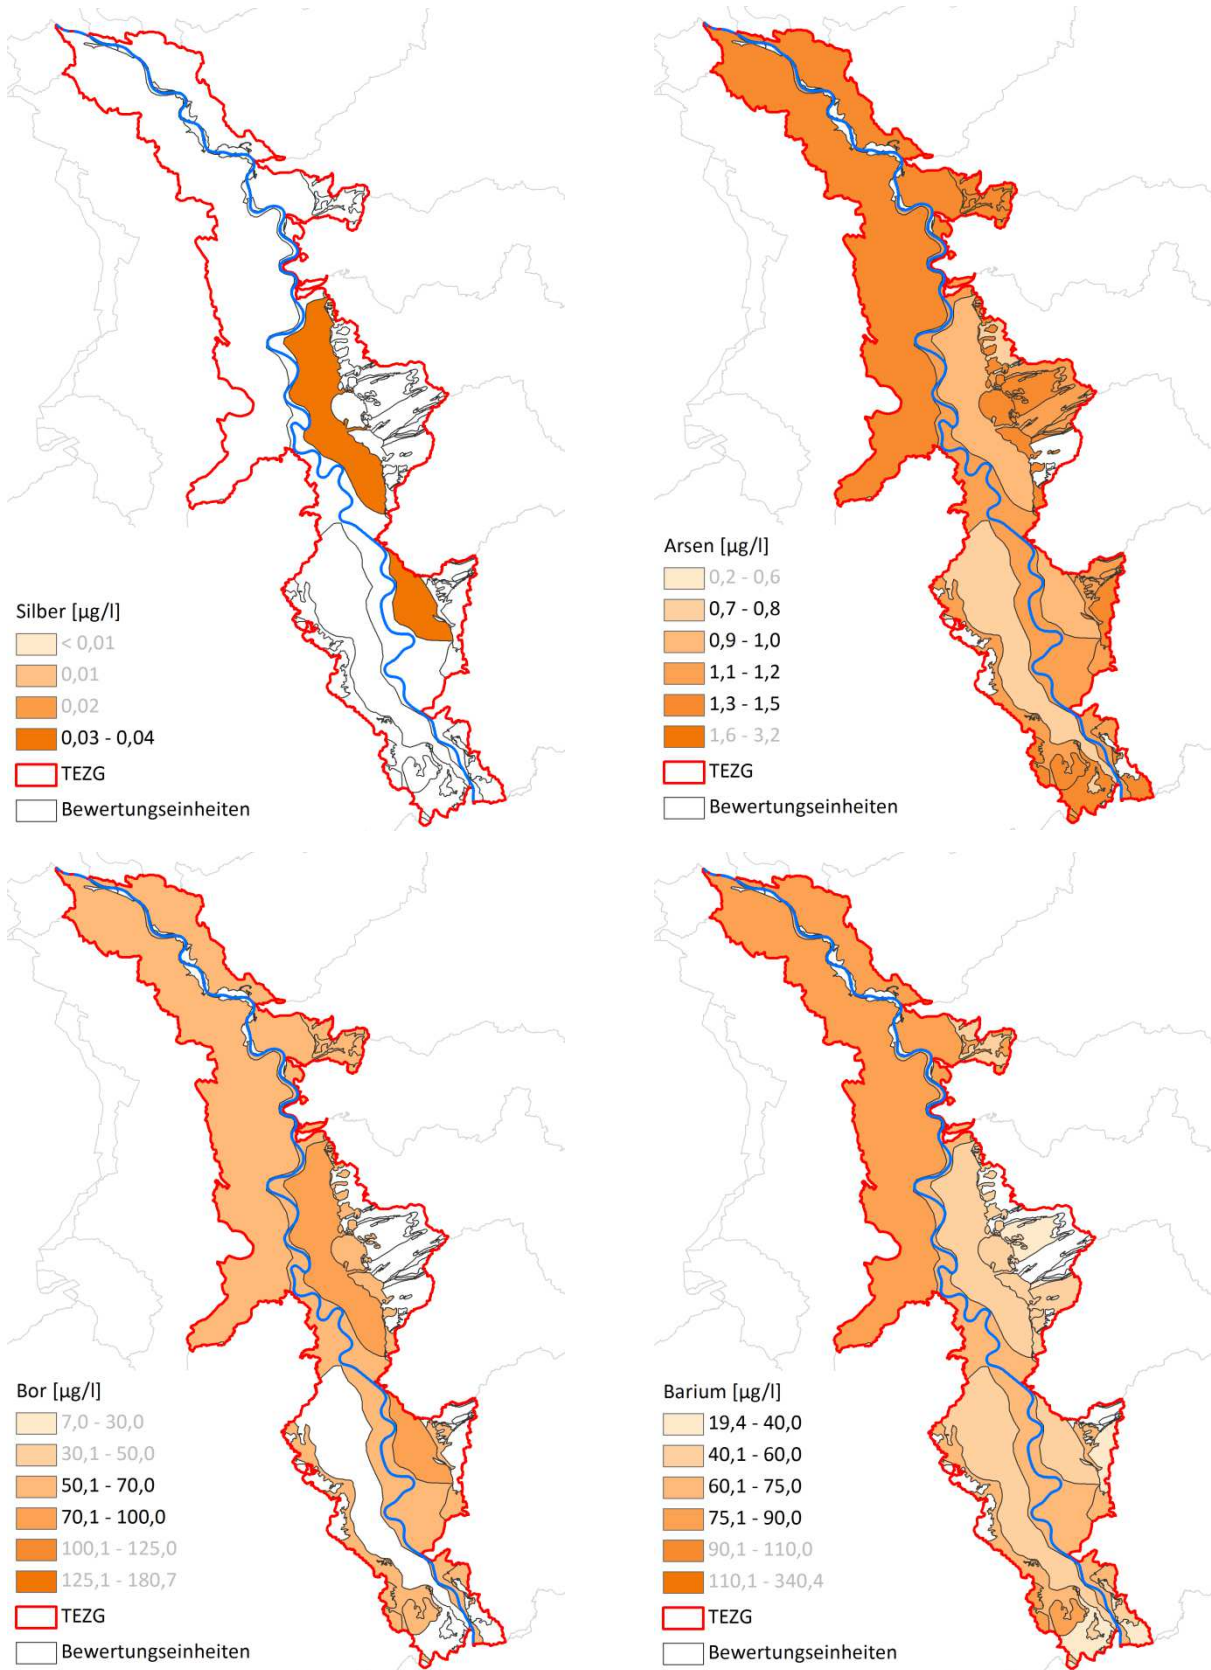 Silber [µg/l]
< 0,01
0,01
0,02
0,03 - 0,04
TEZG
Bewertungseinheiten
Arsen [µg/l]
0,2 - 0,6
0,7 - 0,8
0,9 - 1,0
1,1 - 1,2
1,3 - 1,5
1,6 - 3,2
TEZG
Bewertungseinheiten
Bor [µg/l]
7,0 - 30,0
30,1 - 50,0
50,1 - 70,0
70,1 - 100,0
100,1 - 125,0
125,1 - 180,7
TEZG
Bewertungseinheiten
Barium [µg/l]
19,4 - 40,0
40,1 - 60,0
60,1 - 75,0
75,1 - 90,0
90,1 - 110,0
110,1 - 340,4
TEZG
Bewertungseinheiten